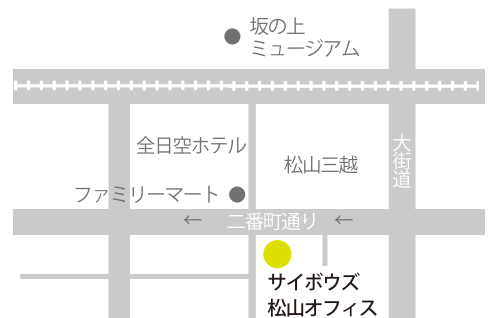 坂の上
ミュージアム
全日空ホテル
松山三越
大街道
ファミリーマート
← 二番町通り ←
サイボウズ
松山オフィス